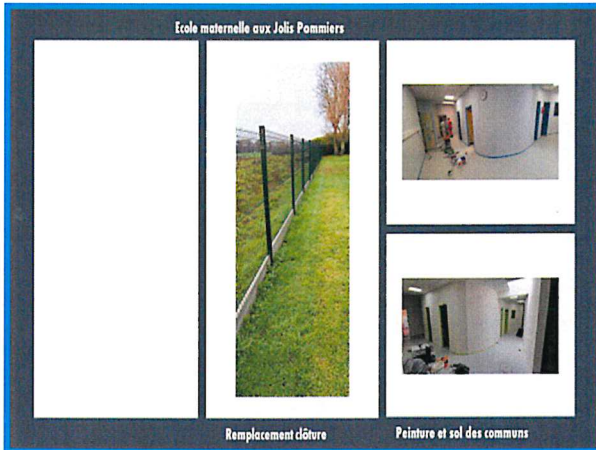 Ecole maternelle aux Jolis Pommiers
Remplacement clôture
Peinture et sol des communs